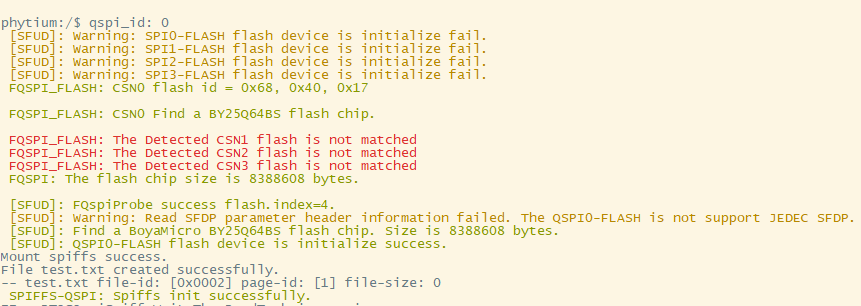 phytium:/$ qspi_id: 0
[SFUD]: Warning: SPI0-FLASH flash device is initialize fail.
[SFUD]: Warning: SPI1-FLASH flash device is initialize fail.
[SFUD]: Warning: SPI2-FLASH flash device is initialize fail.
[SFUD]: Warning: SPI3-FLASH flash device is initialize fail.
FQSPI_FLASH: CSN0 flash id = 0x68, 0x40, 0x17
FQSPI_FLASH: CSN0 Find a BY25Q64BS flash chip.
FQSPI_FLASH: The Detected CSN1 flash is not matched
FQSPI_FLASH: The Detected CSN2 flash is not matched
FQSPI_FLASH: The Detected CSN3 flash is not matched
FQSPI: The flash chip size is 8388608 bytes.
[SFUD]: FQspiProbe success flash.index=4.
[SFUD]: Warning: Read SFDP parameter header information failed. The QSPI0-FLASH is not support JEDEC SFDP.
[SFUD]: Find a BoyaMicro BY25Q64BS flash chip. Size is 8388608 bytes.
[SFUD]: QSPI0-FLASH flash device is initialize success.
Mount spiffs success.
File test.txt created successfully.
-- test.txt file-id: [0x0002] page-id: [1] file-size: 0
SPIFFS-QSPI: Spiffs init successfully.